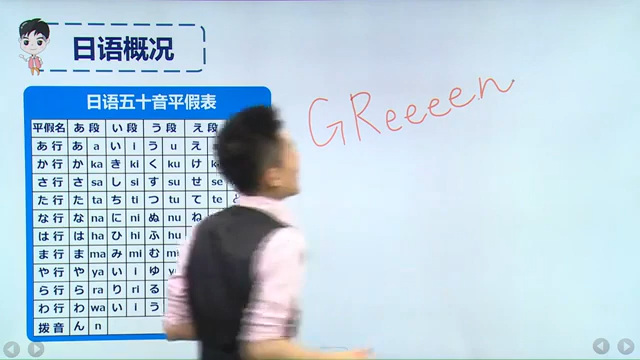 日语概况
日语五十音平假表
平假名 あ 段 い 段 う 段 え 段
あ 行 あ a い i う u え
か 行 か ka き ki く ku け
さ 行 さ sa し si す su せ se
た 行 た ta ち ti つ tu て te
な 行 な na に ni ぬ nu ね
は 行 は ha ひ hi ふ hu
ま 行 ま ma み mi む
や 行 や ya い i ゆ
ら 行 ら ra り ri る
わ 行 わ wa い i う
拨 音 ん n
GReeeen